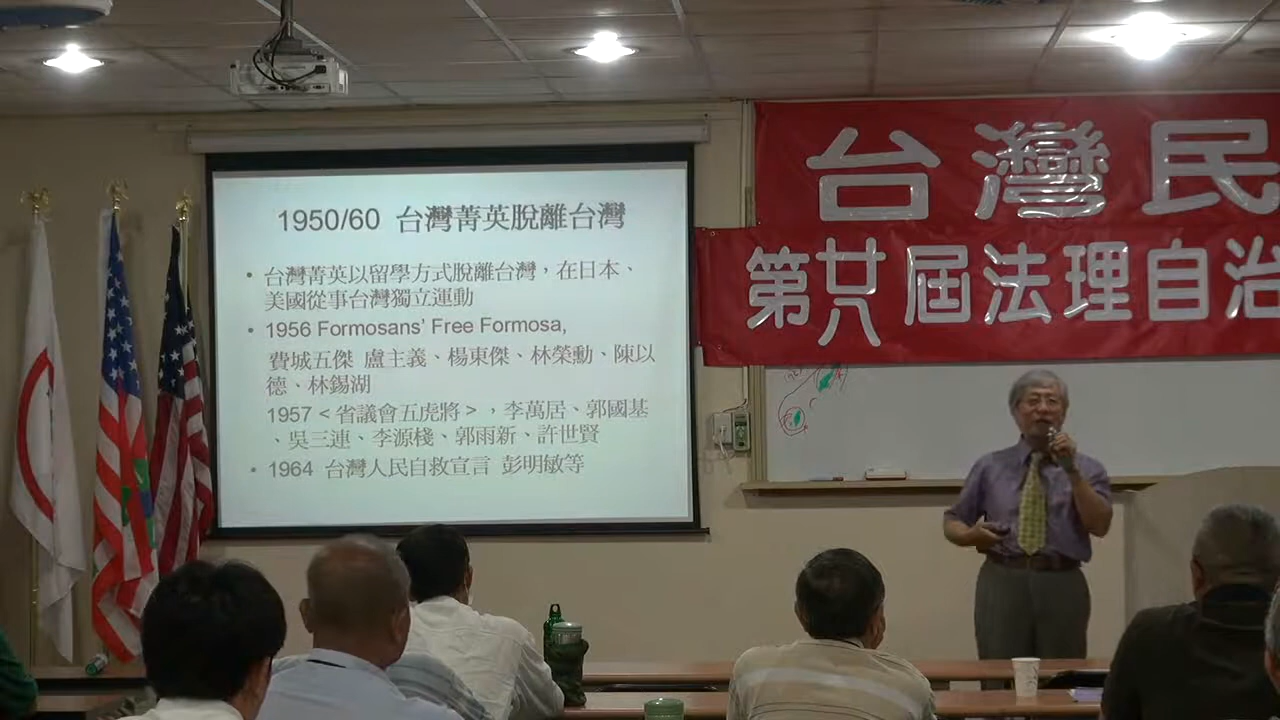 1950/60 台灣菁英脫離台灣
• 台灣菁英以留學方式脫離台灣，在日本、
美國從事台灣獨立運動
• 1956 Formosans' Free Formosa,
費城五傑 盧主義、楊東傑、林榮勳、陳以
德、林錫湖
1957 < 省議會五虎將 > ，李萬居、郭國基
、吳三連、李源棧、郭雨新、許世賢
• 1964 台灣人民自救宣言 彭明敏等
台灣民
第廿八屆法理自治